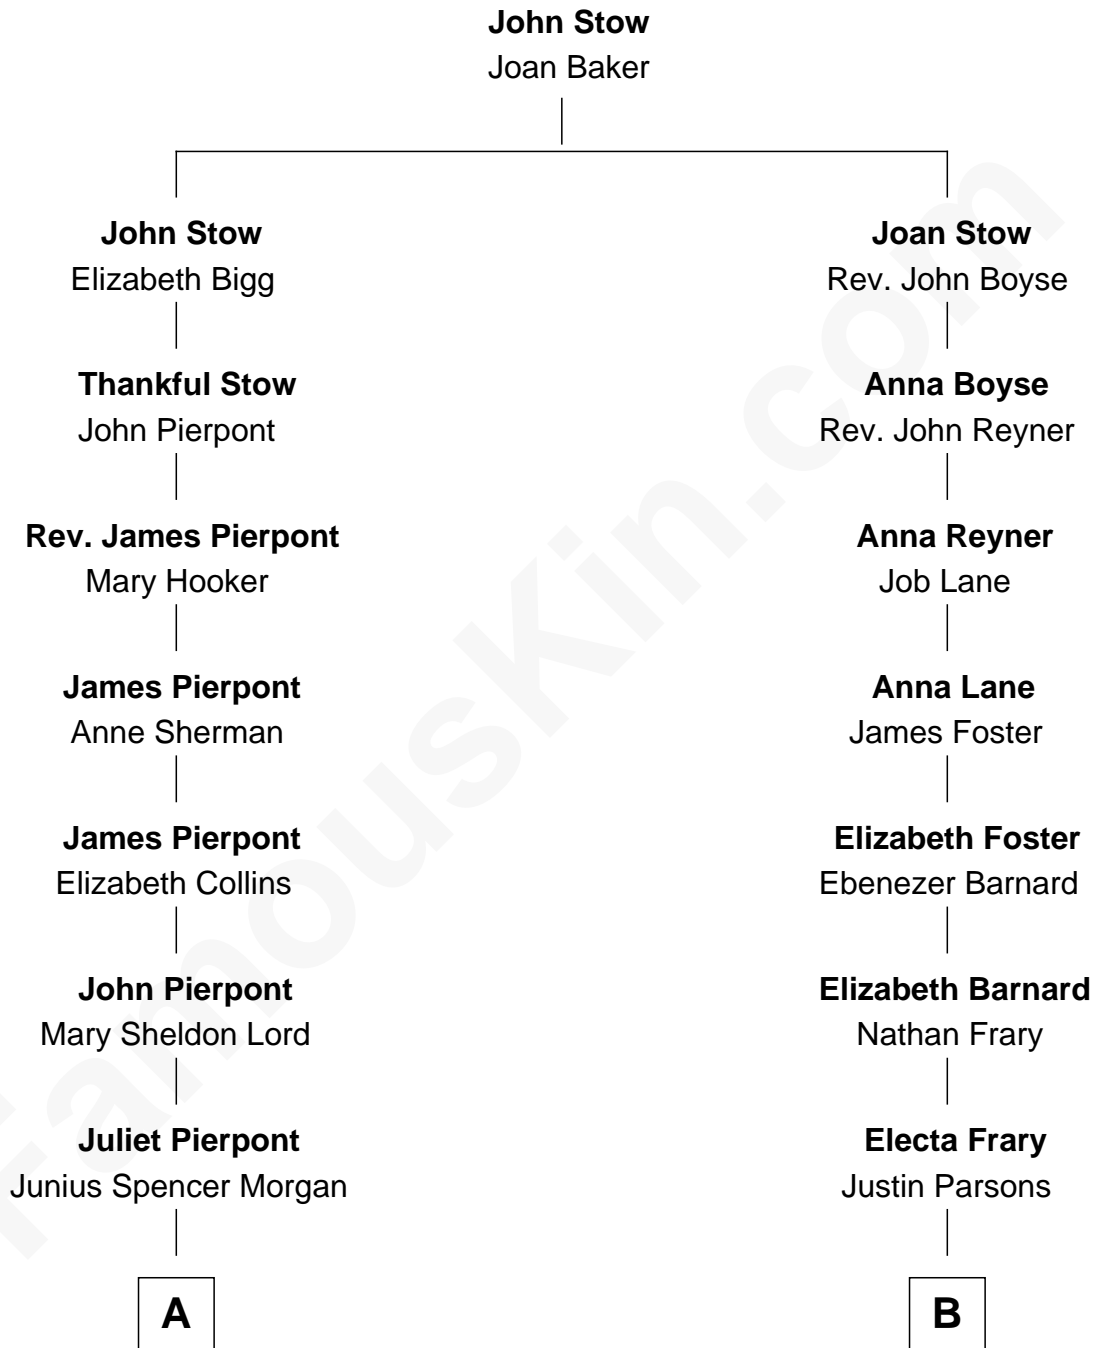 John Stow
Joan Baker
John Stow
Elizabeth Bigg
Thankful Stow
John Pierpont
Rev. James Pierpont
Mary Hooker
James Pierpont
Anne Sherman
James Pierpont
Elizabeth Collins
John Pierpont
Mary Sheldon Lord
Juliet Pierpont
Junius Spencer Morgan
A
Joan Stow
Rev. John Boyse
Anna Boyse
Rev. John Reyner
Anna Reyner
Job Lane
Anna Lane
James Foster
Elizabeth Foster
Ebenezer Barnard
Elizabeth Barnard
Nathan Frary
Electa Frary
Justin Parsons
B
FamousKin.com